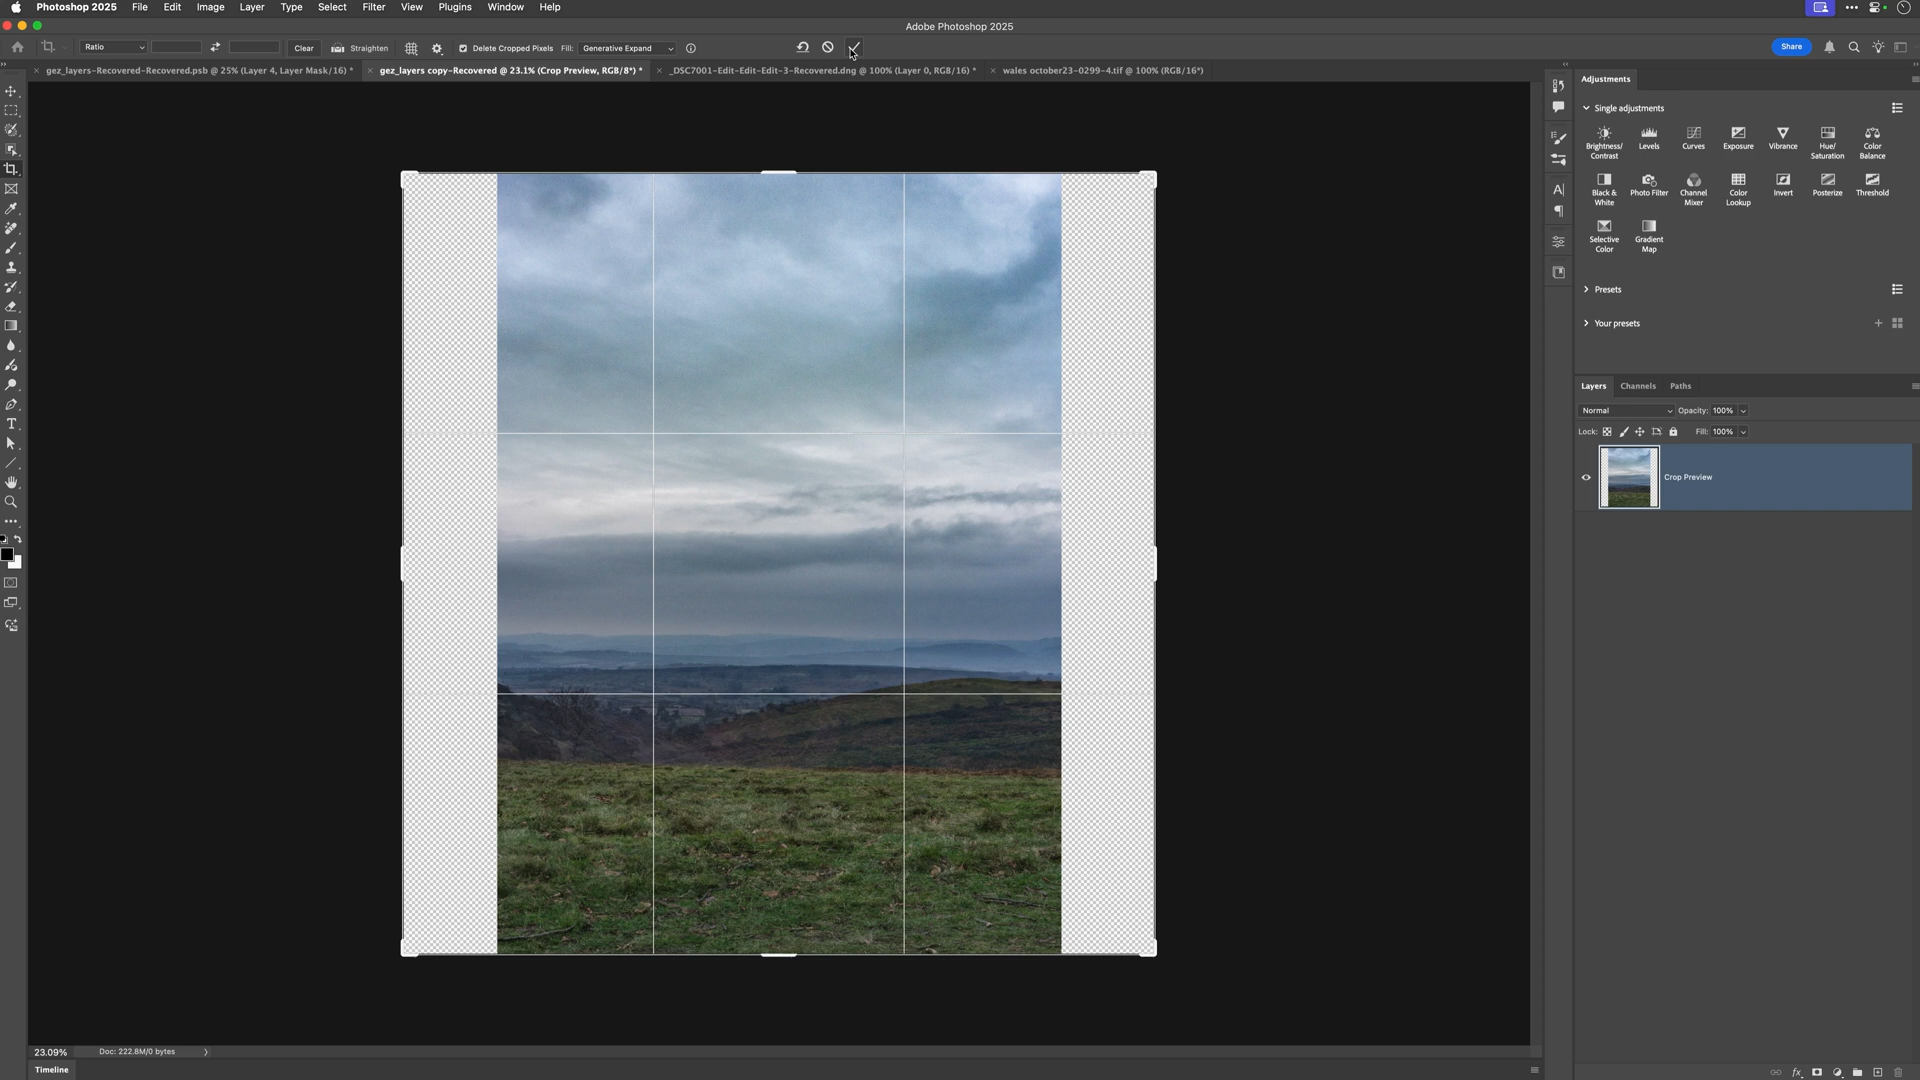 Photoshop 2025 File Edit Image Layer Type Select Filter View Plugins Window Help
Adobe Photoshop 2025
Ratio Clear Straighten Delete Cropped Pixels Fill: Generative Expand Share
gez_layers-Recovered-Recovered.psb @ 25% (Layer 4, Layer Mask/16) * gez_layers copy-Recovered @ 23.1% (Crop Preview, RGB/8*) * _DSC7001-Edit-Edit-Edit-3-Recovered.dng @ 100% (Layer 0, RGB/16) * wales october23-0299-4.tif @ 100% (RGB/16*)
Adjustments
Single adjustments
Brightness/ Levels Curves Exposure Vibrance Hue/ Color
Contrast Saturation Balance
Black & Photo Filter Channel Color Invert Posterize Threshold
White Mixer Lookup
Selective Gradient
Color Map
Presets
Your presets
Layers Channels Paths
Normal Opacity: 100%
Lock: Fill: 100%
Crop Preview
23.09% Doc: 222.8M/0 bytes
Timeline